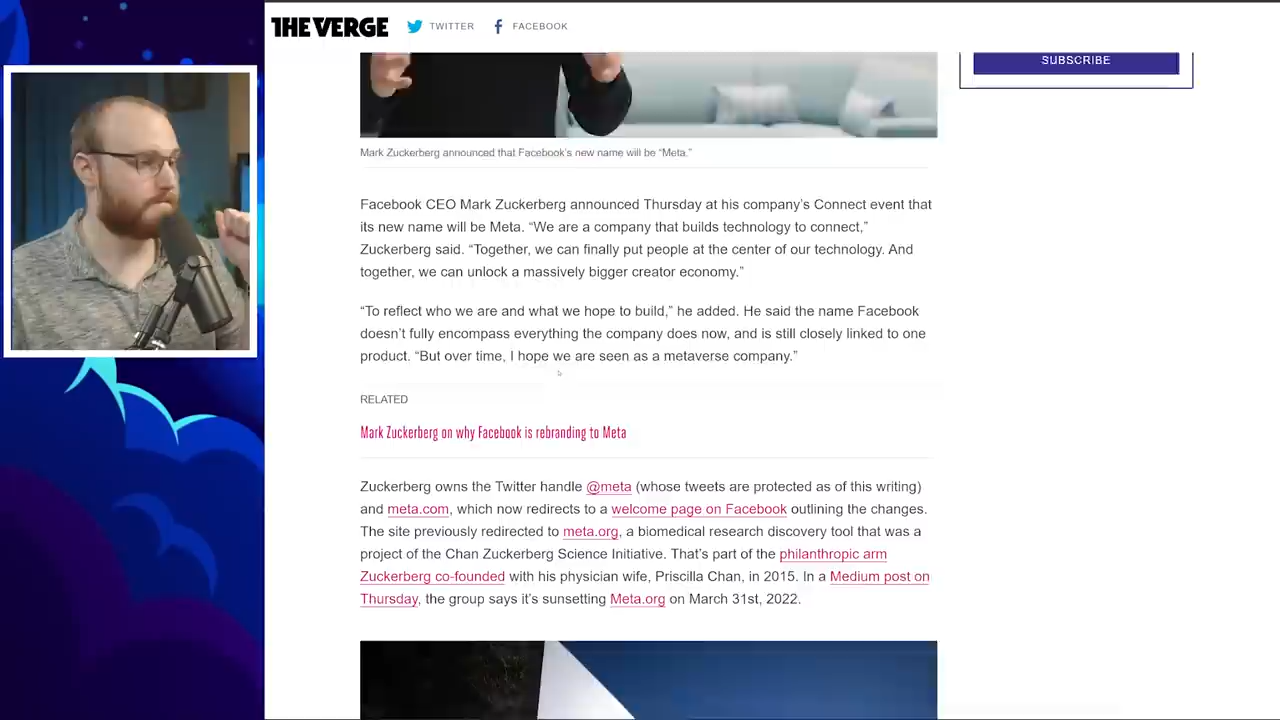 THE VERGE TWITTER FACEBOOK
SUBSCRIBE
Mark Zuckerberg announced that Facebook's new name will be “Meta.”
Facebook CEO Mark Zuckerberg announced Thursday at his company’s Connect event that
its new name will be Meta. “We are a company that builds technology to connect,”
Zuckerberg said. “Together, we can finally put people at the center of our technology. And
together, we can unlock a massively bigger creator economy.”
“To reflect who we are and what we hope to build,” he added. He said the name Facebook
doesn’t fully encompass everything the company does now, and is still closely linked to one
product. “But over time, I hope we are seen as a metaverse company.”
RELATED
Mark Zuckerberg on why Facebook is rebranding to Meta
Zuckerberg owns the Twitter handle @meta (whose tweets are protected as of this writing)
and meta.com, which now redirects to a welcome page on Facebook outlining the changes.
The site previously redirected to meta.org, a biomedical research discovery tool that was a
project of the Chan Zuckerberg Science Initiative. That’s part of the philanthropic arm
Zuckerberg co-founded with his physician wife, Priscilla Chan, in 2015. In a Medium post on
Thursday, the group says it’s sunsetting Meta.org on March 31st, 2022.